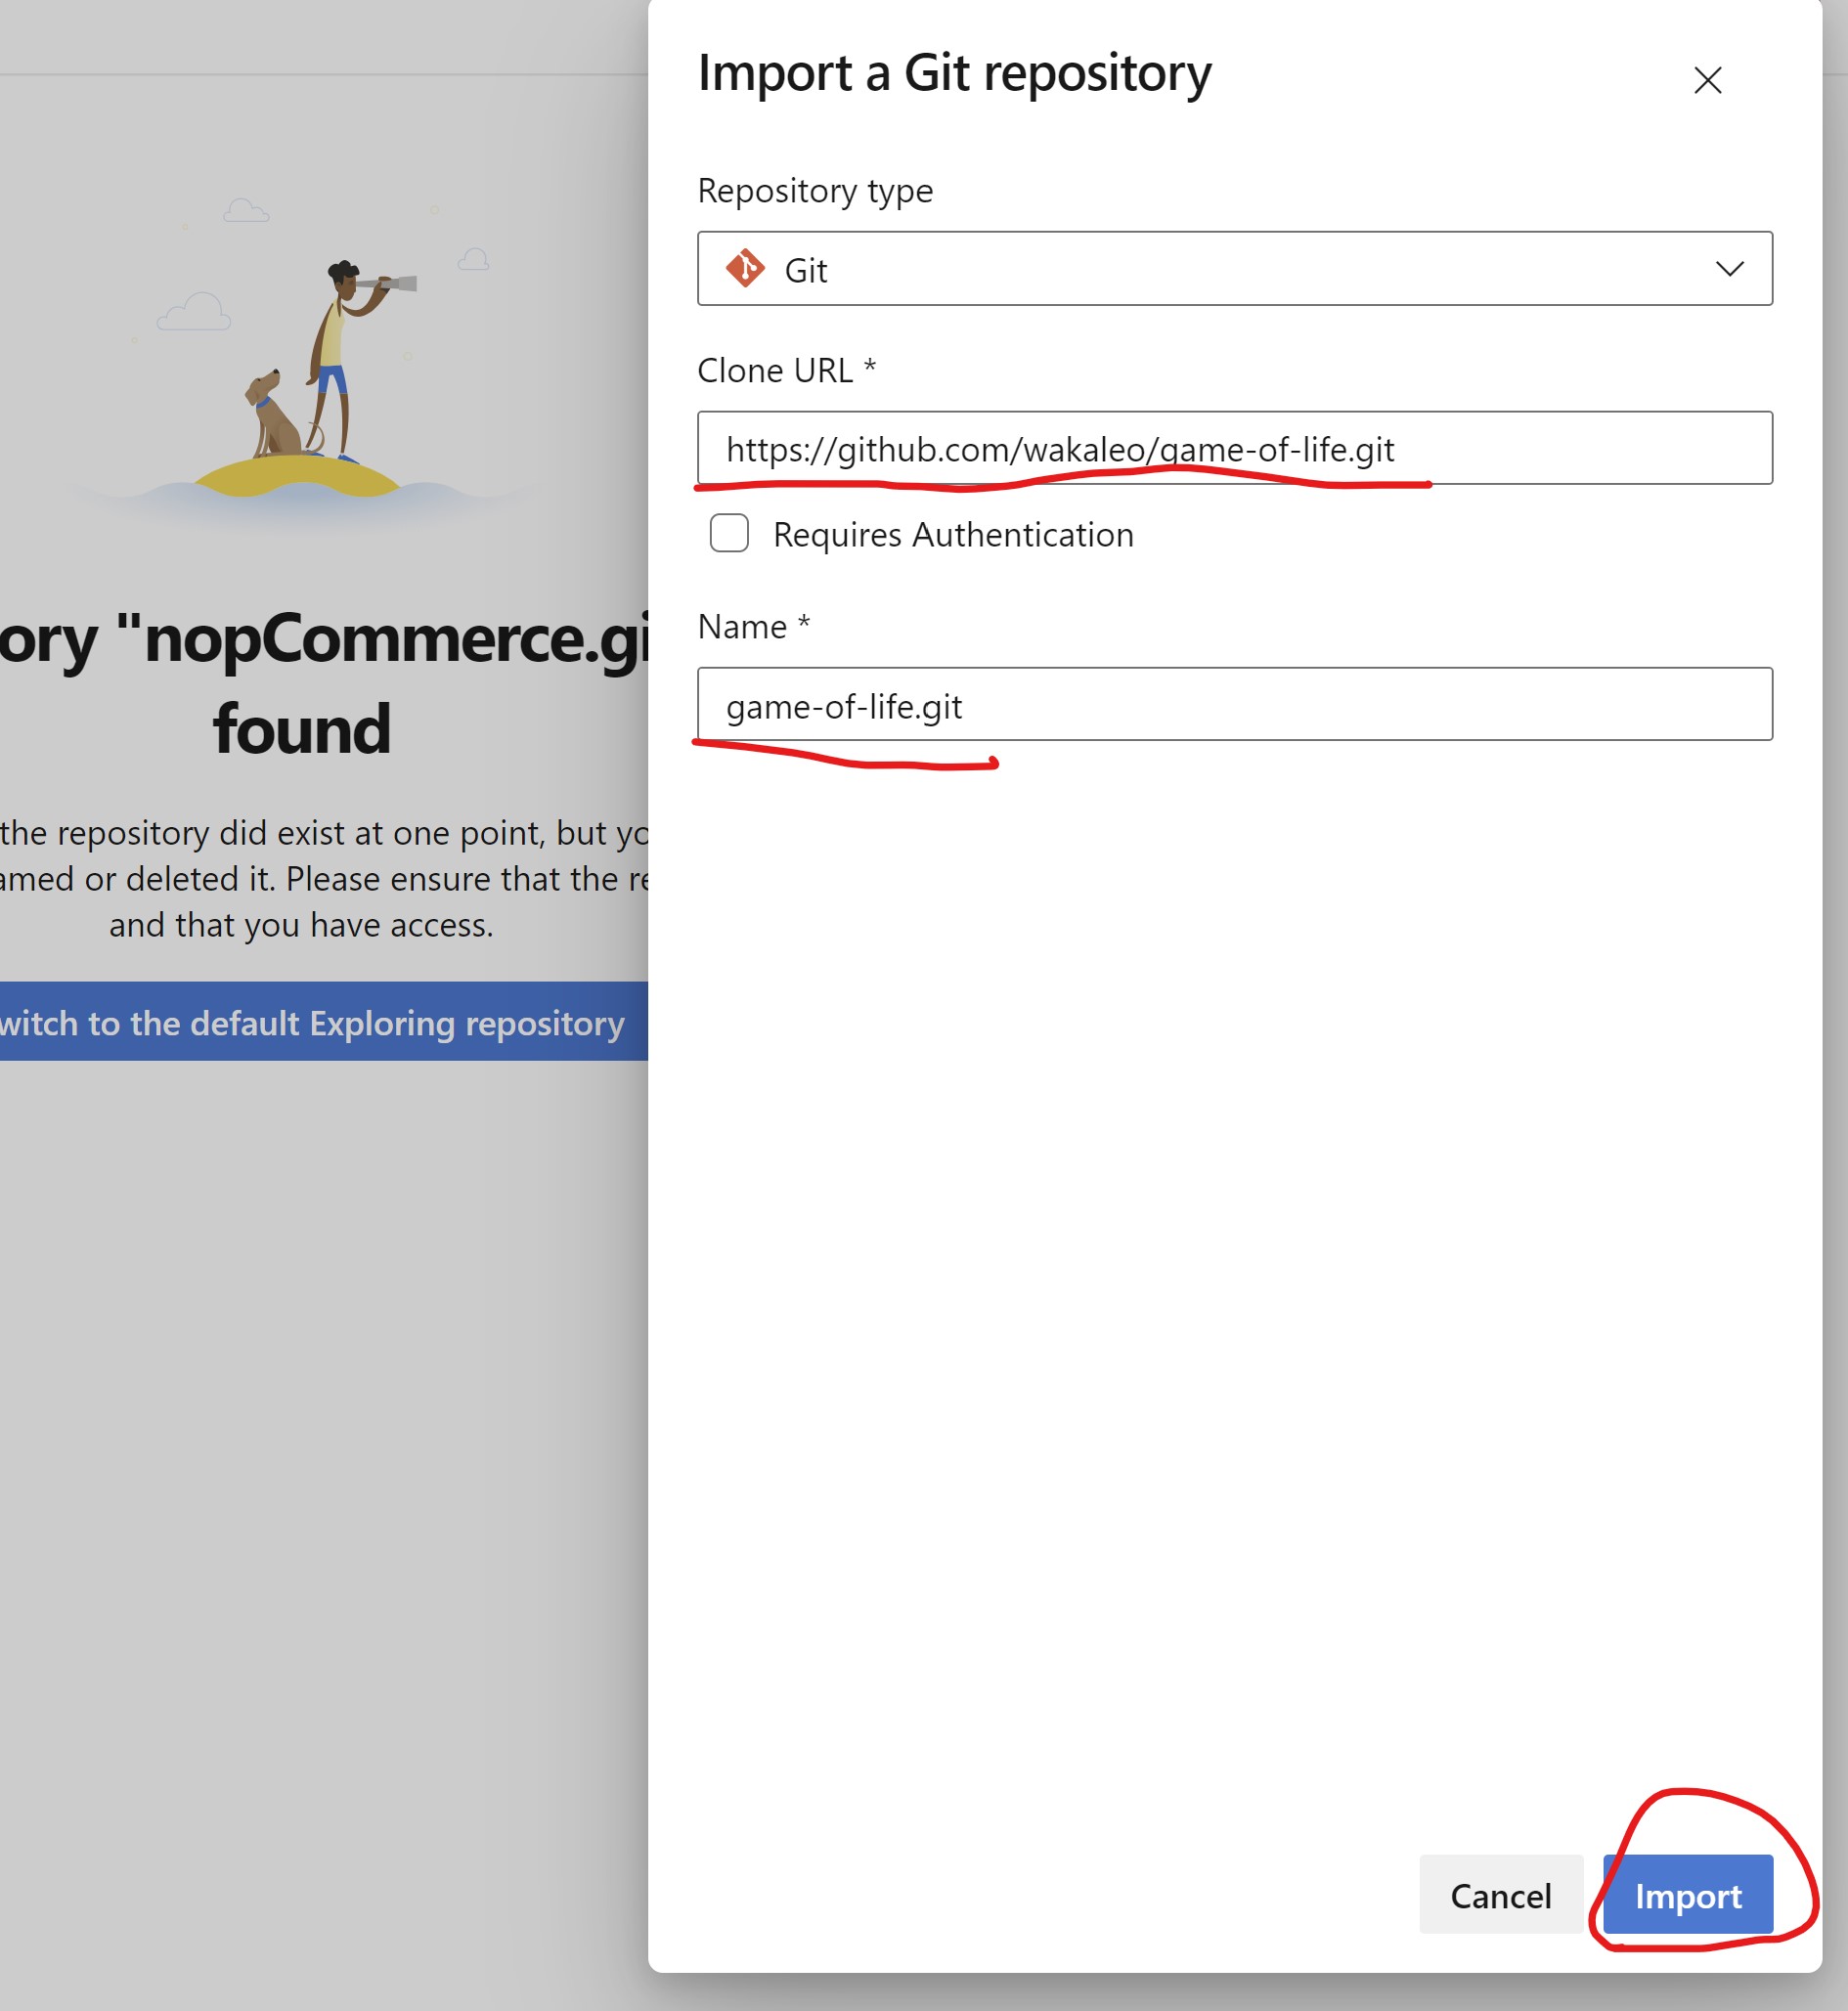 Import a Git repository
Repository type
Git
Clone URL *
https://github.com/wakaleo/game-of-life.git
Requires Authentication
Name *
game-of-life.git
ory "nopCommerce.gi
found
the repository did exist at one point, but yo
amed or deleted it. Please ensure that the re
and that you have access.
witch to the default Exploring repository
Cancel
Import